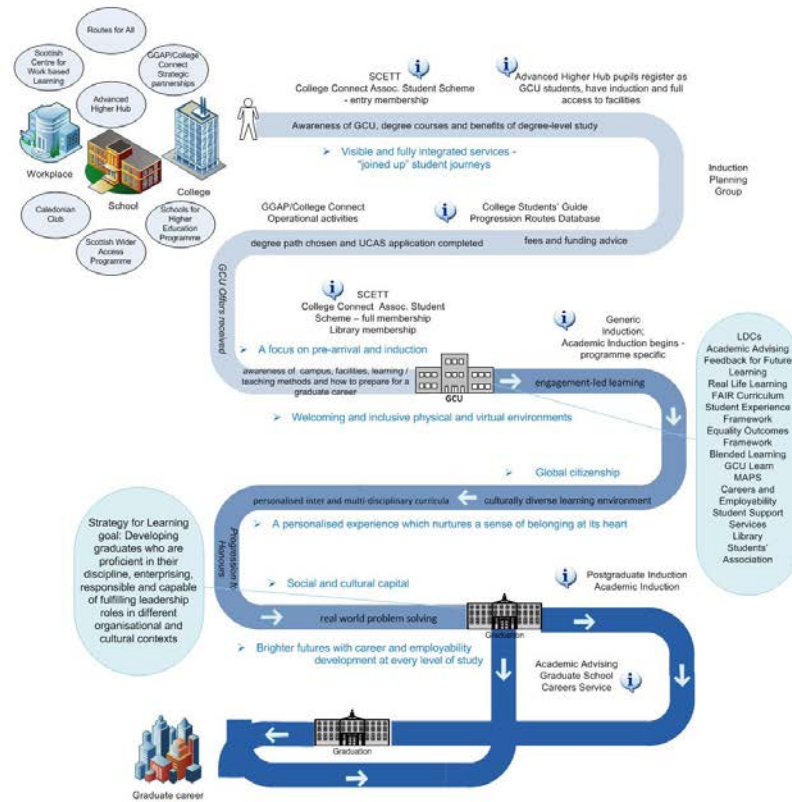 Routes for All
Scottish
Centre for
Work based
Learning
GGAP/College
Connect
Strategic
partnerships
Advanced
Higher Hub
Workplace
School
College
Caledonian
Club
Scottish Wider
Access
Programme
Schools for
Higher
Education
Programme
SCETT
College Connect Assoc. Student Scheme
- entry membership
Advanced Higher Hub pupils register as
GCU students, have induction and full
access to facilities
Awareness of GCU, degree courses and benefits of degree-level study
Visible and fully integrated services -
"joined up" student journeys
Induction
Planning
Group
GGAP/College Connect
Operational activities
College Students' Guide
Progression Routes Database
degree path chosen and UCAS application completed
fees and funding advice
GCU Offers received
SCETT
College Connect Assoc. Student
Scheme – full membership
Library membership
Generic
Induction;
Academic Induction begins -
programme specific
A focus on pre-arrival and induction
awareness of campus, facilities, learning /
teaching methods and how to prepare for a
graduate career
GCU
engagement-led learning
Welcoming and inclusive physical and virtual environments
LDCs
Academic Advising
Feedback for Future
Learning
Real Life Learning
FAIR Curriculum
Student Experience
Framework
Equality Outcomes
Framework
Blended Learning
GCU Learn
MAPS
Careers and
Employability
Student Support
Services
Library
Students'
Association
Global citizenship
personalised inter and multi-disciplinary curricula
culturally diverse learning environment
A personalised experience which nurtures a sense of belonging at its heart
Progression to
Honours
Strategy for Learning
goal: Developing
graduates who are
proficient in their
discipline, enterprising,
responsible and capable
of fulfilling leadership
roles in different
organisational and
cultural contexts
Social and cultural capital
Postgraduate Induction
Academic Induction
real world problem solving
Graduation
Brighter futures with career and employability
development at every level of study
Academic Advising
Graduate School
Careers Service
Graduation
Graduate career